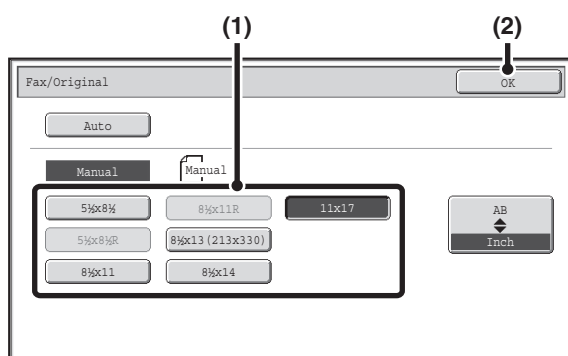 (1) (2)
Fax/Original OK
Auto
Manual Manual
5½x8½ 8½x11R 11x17
5½x8½R 8½x13(213x330)
8½x11 8½x14
AB
Inch